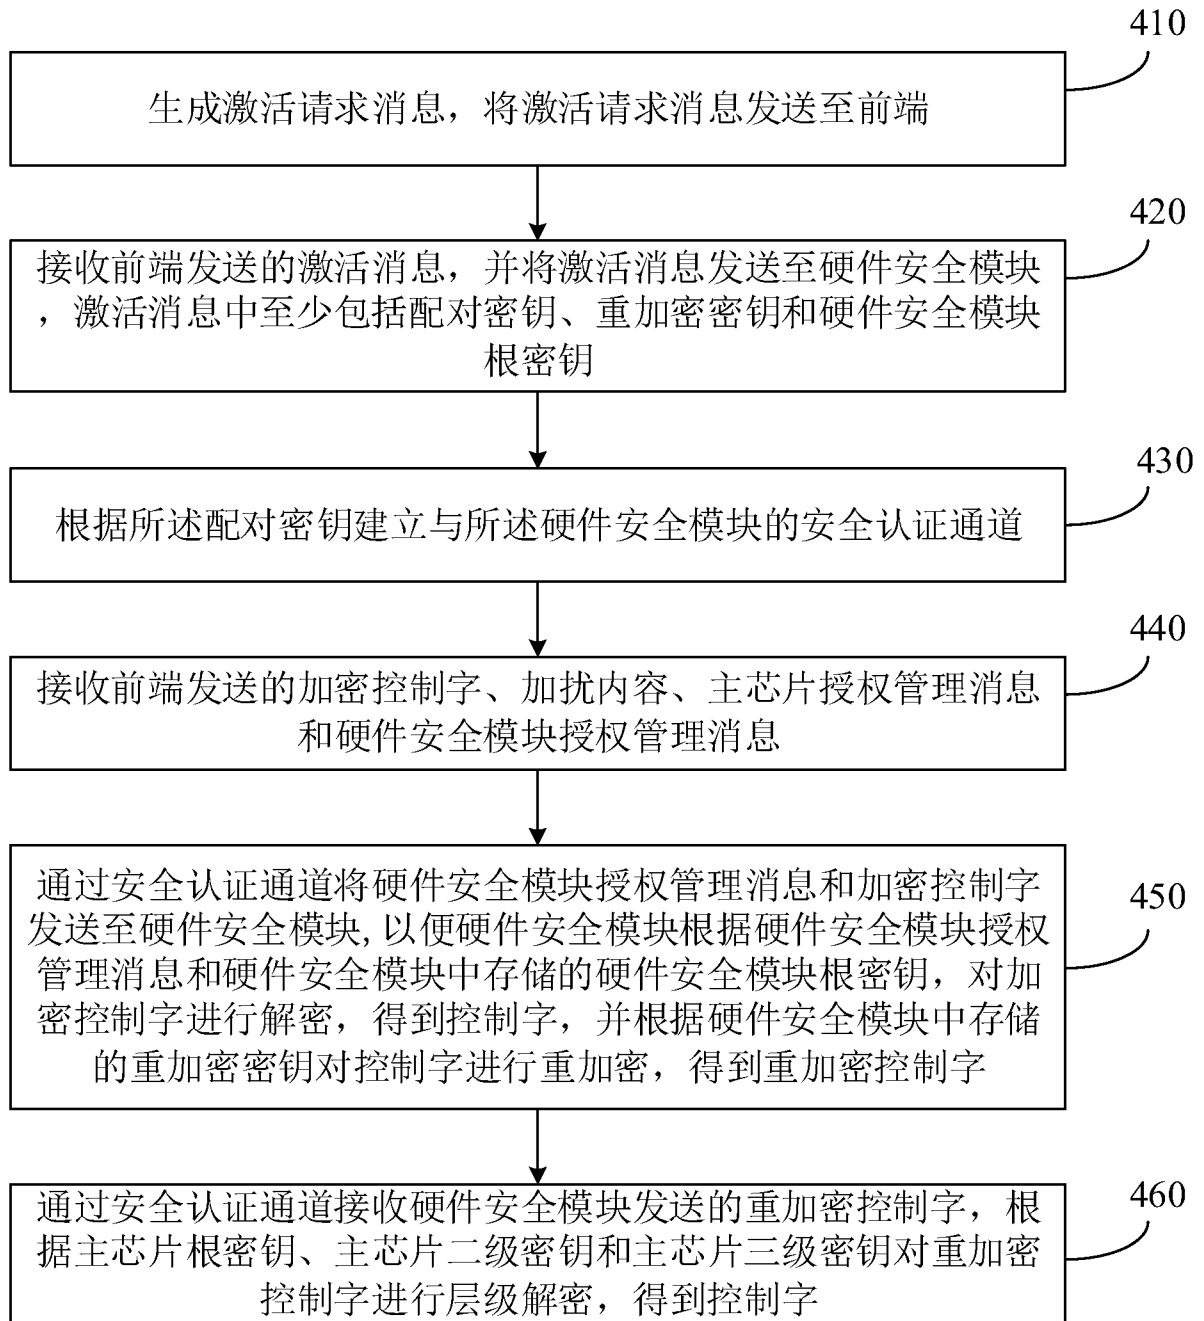 410
生成激活请求消息，将激活请求消息发送至前端
420
接收前端发送的激活消息，并将激活消息发送至硬件安全模块
，激活消息中至少包括配对密钥、重加密密钥和硬件安全模块
根密钥
430
根据所述配对密钥建立与所述硬件安全模块的安全认证通道
440
接收前端发送的加密控制字、加扰内容、主芯片授权管理消息
和硬件安全模块授权管理消息
450
通过安全认证通道将硬件安全模块授权管理消息和加密控制字
发送至硬件安全模块,以便硬件安全模块根据硬件安全模块授权
管理消息和硬件安全模块中存储的硬件安全模块根密钥，对加
密控制字进行解密，得到控制字，并根据硬件安全模块中存储
的重加密密钥对控制字进行重加密，得到重加密控制字
460
通过安全认证通道接收硬件安全模块发送的重加密控制字，根
据主芯片根密钥、主芯片二级密钥和主芯片三级密钥对重加密
控制字进行层级解密，得到控制字